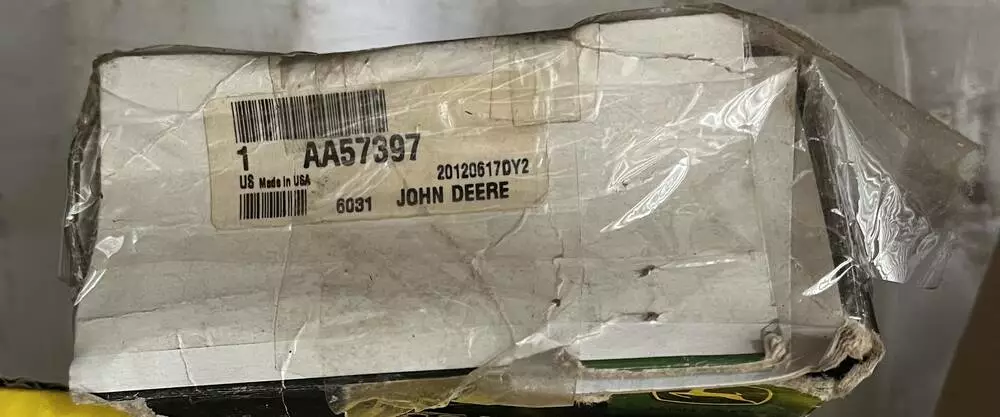 1 AA57397
20120617DY2
US Made in USA
6031 JOHN DEERE